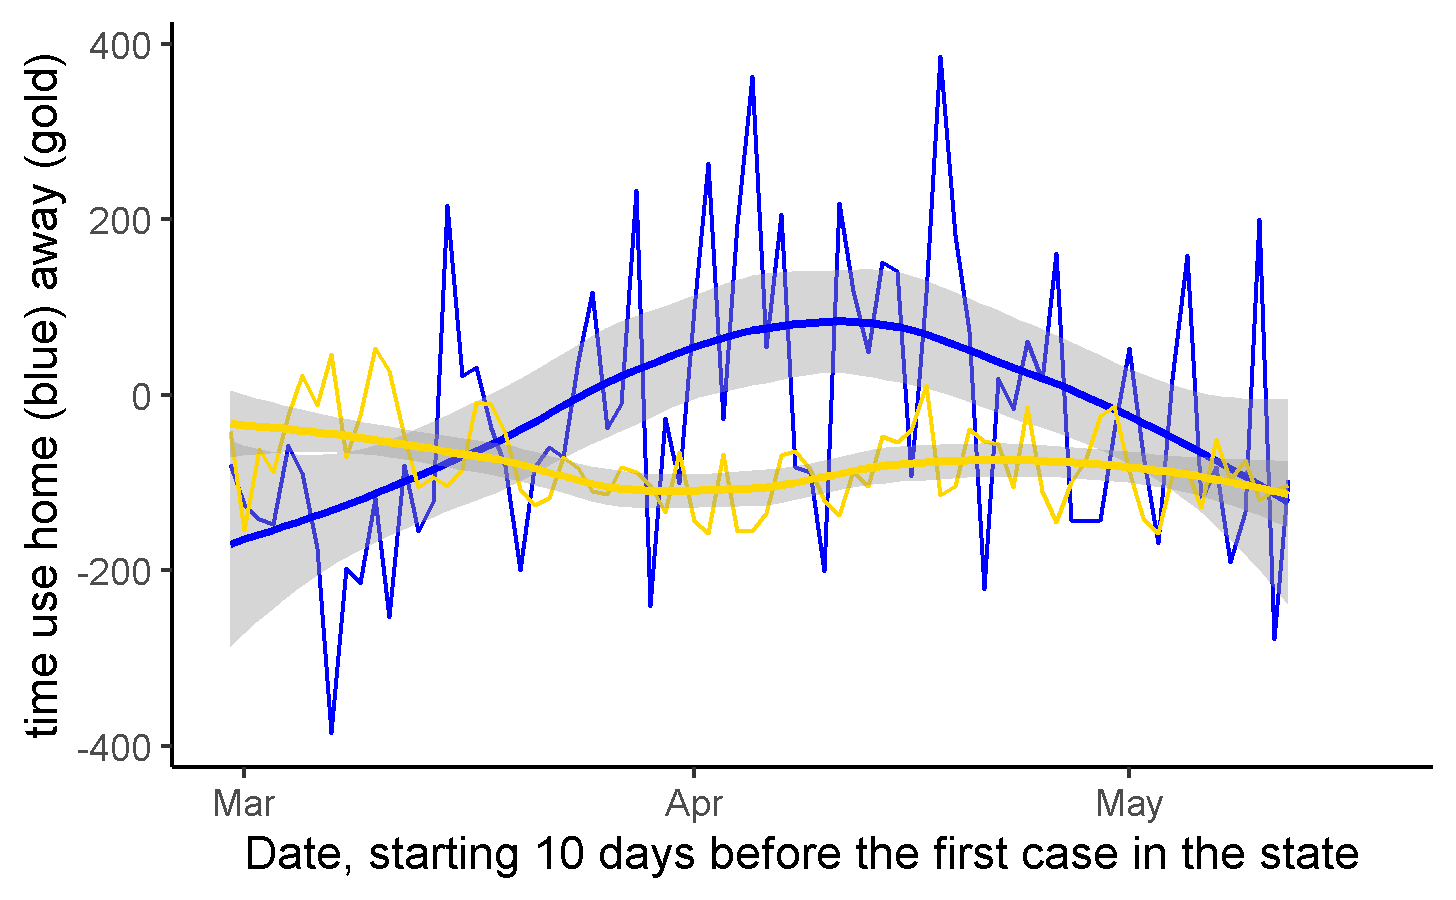 time use home (blue) away (gold)
400
200
0
-200
-400
Mar
Apr
May
Date, starting 10 days before the first case in the state